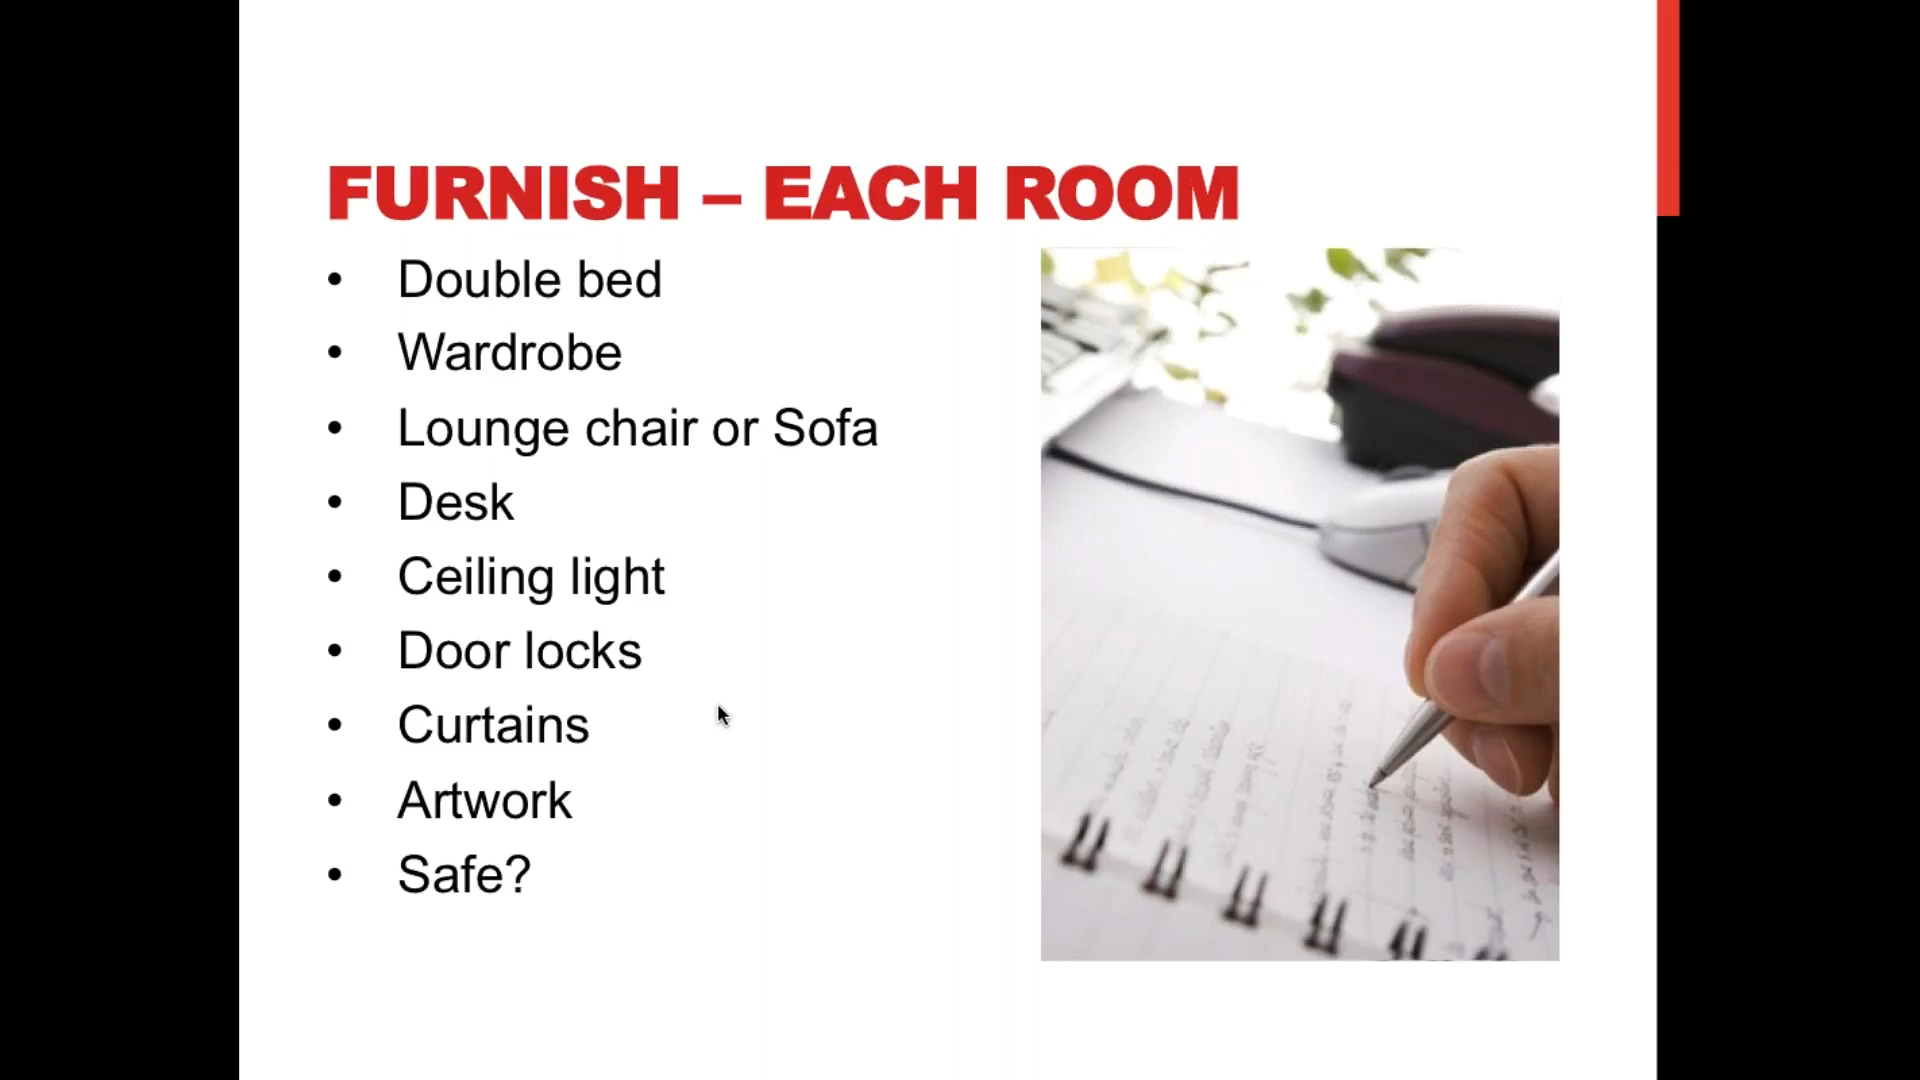 FURNISH – EACH ROOM
• Double bed
• Wardrobe
• Lounge chair or Sofa
• Desk
• Ceiling light
• Door locks
• Curtains
• Artwork
• Safe?